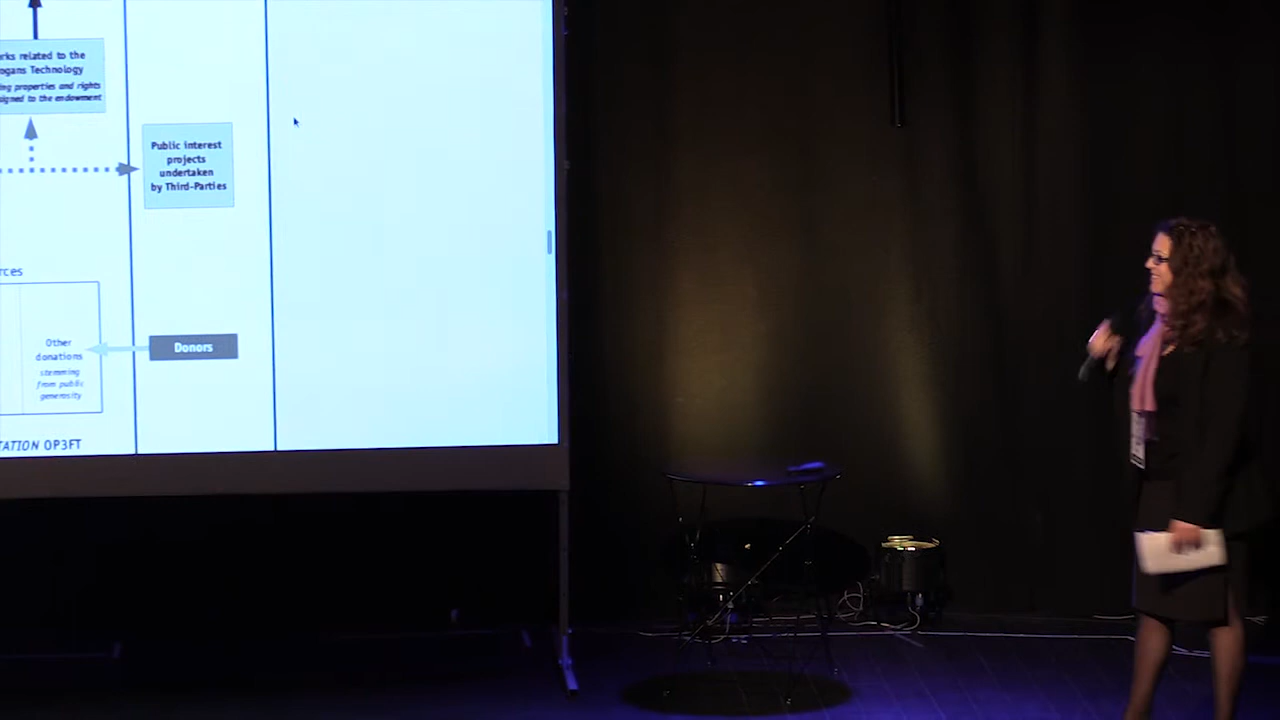 rks related to the
ogans Technology
ing properties and rights
signed to the endowment
Public interest
projects
undertaken
by Third-Parties
rces
Other
donations
stemming
from public
generosity
Donors
TATION OP3FT